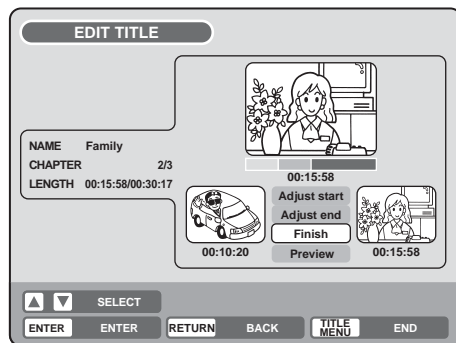 EDIT TITLE
NAME Family
CHAPTER 2/3
LENGTH 00:15:58/00:30:17
00:15:58
Adjust start
Adjust end
Finish
Preview
00:10:20
00:15:58
SELECT
ENTER ENTER RETURN BACK TITLE MENU END